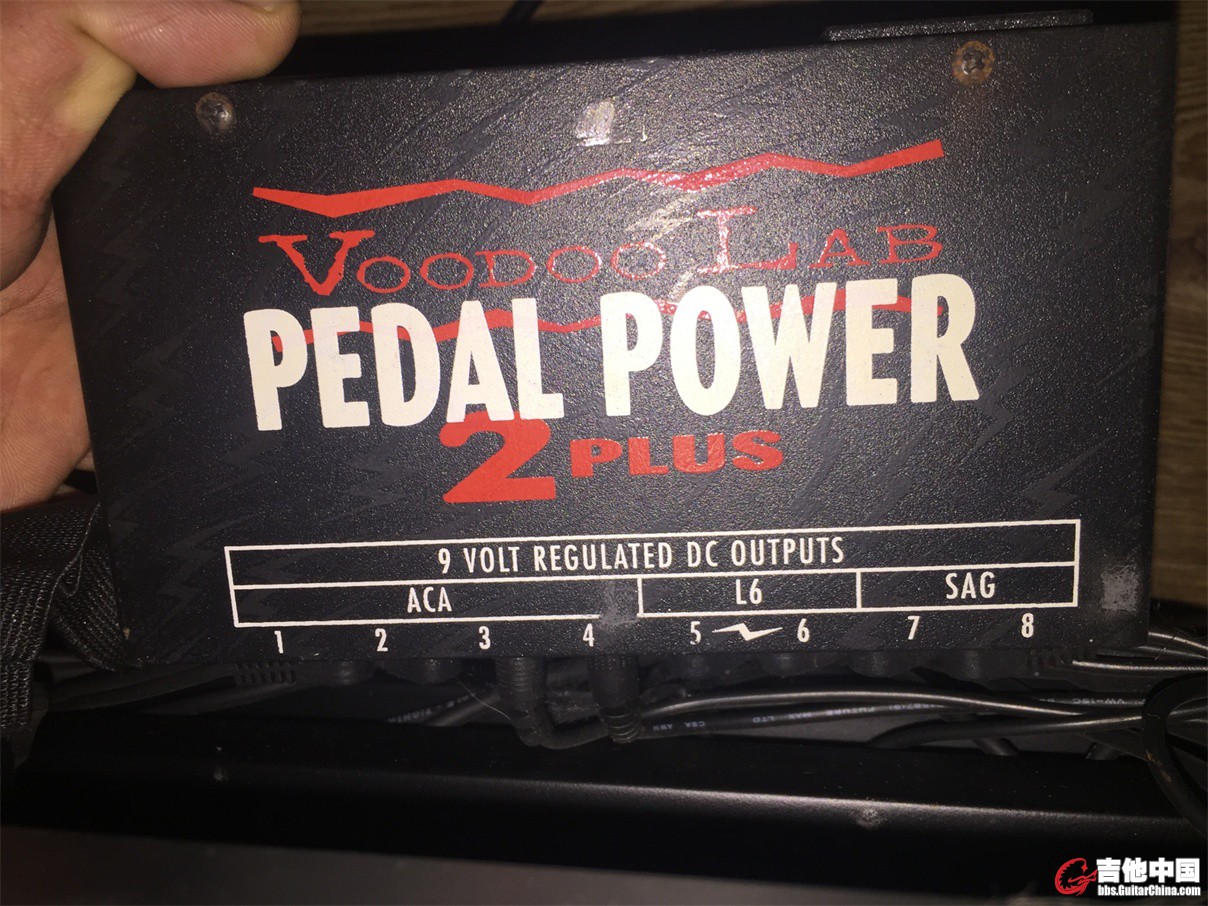 VOODOO LAB
PEDAL POWER
2 PLUS
9 VOLT REGULATED DC OUTPUTS
ACA L6 SAG
1 2 3 4 5 6 7 8
吉他中国
bbs.GuitarChina.com